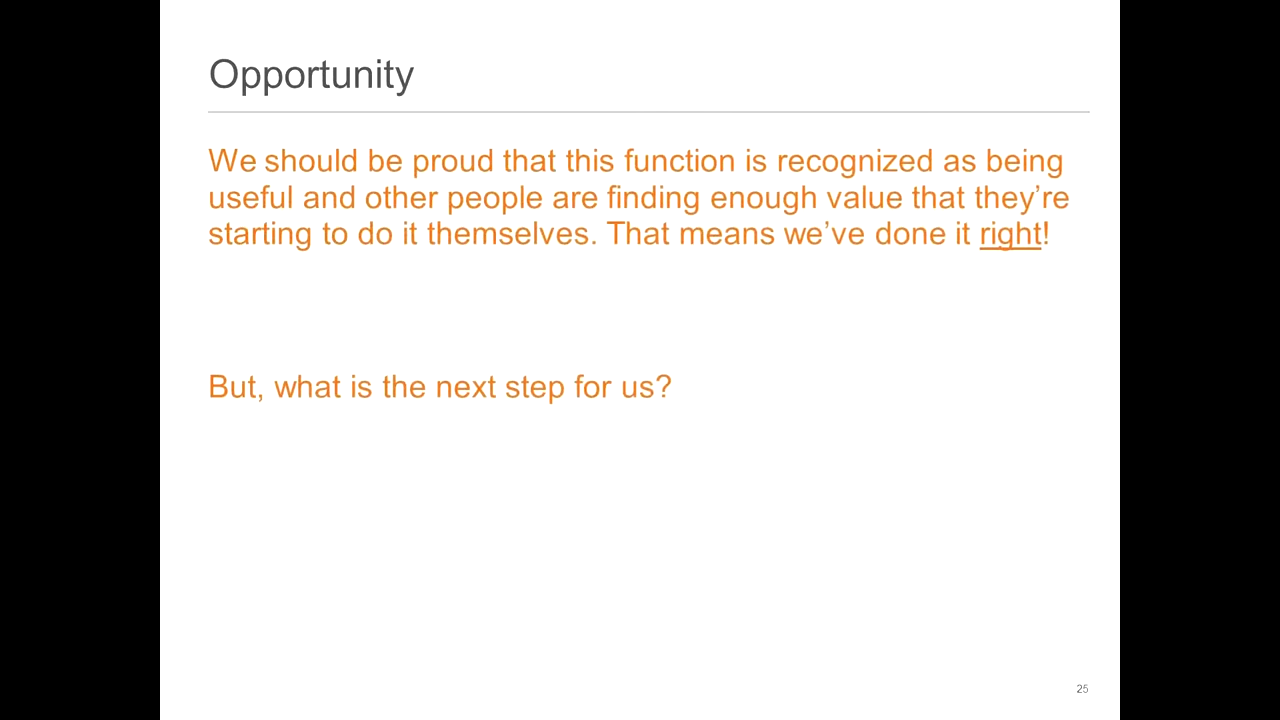 Opportunity
We should be proud that this function is recognized as being
useful and other people are finding enough value that they’re
starting to do it themselves. That means we’ve done it right!
But, what is the next step for us?
25